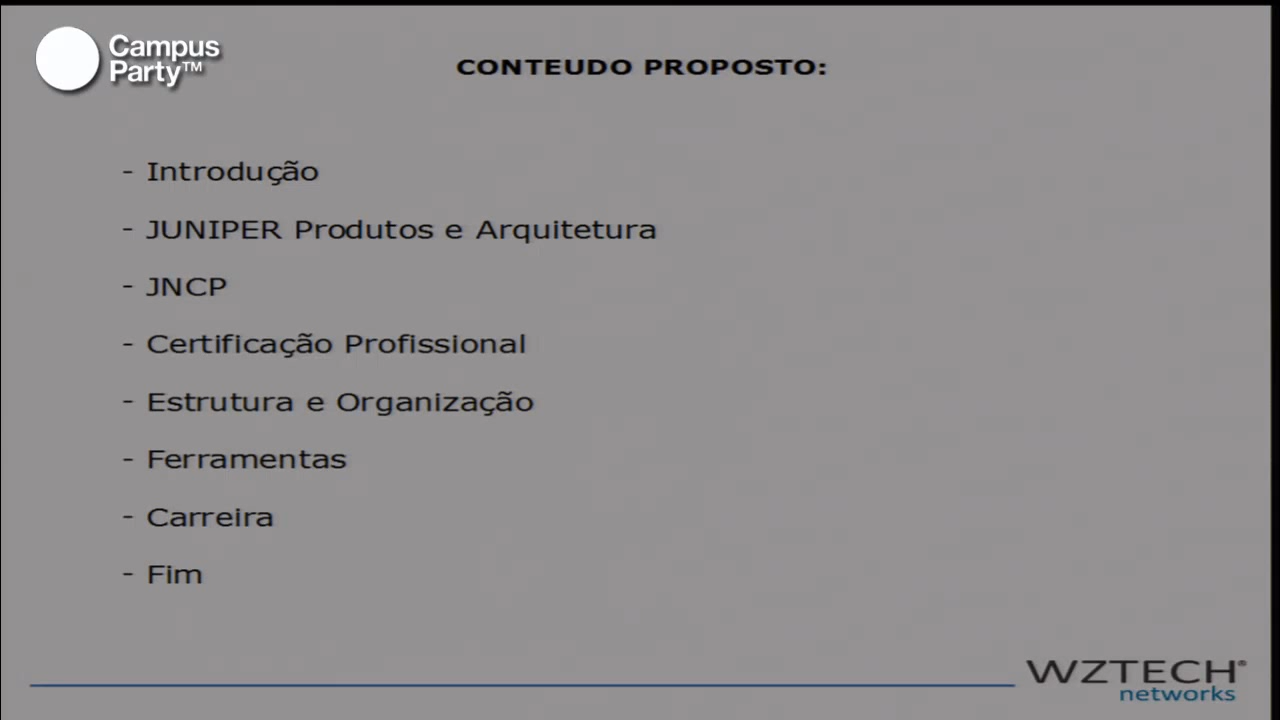 Campus
Party™
CONTEUDO PROPOSTO:
- Introdução
- JUNIPER Produtos e Arquitetura
- JNCP
- Certificação Profissional
- Estrutura e Organização
- Ferramentas
- Carreira
- Fim
WZTECH®
networks